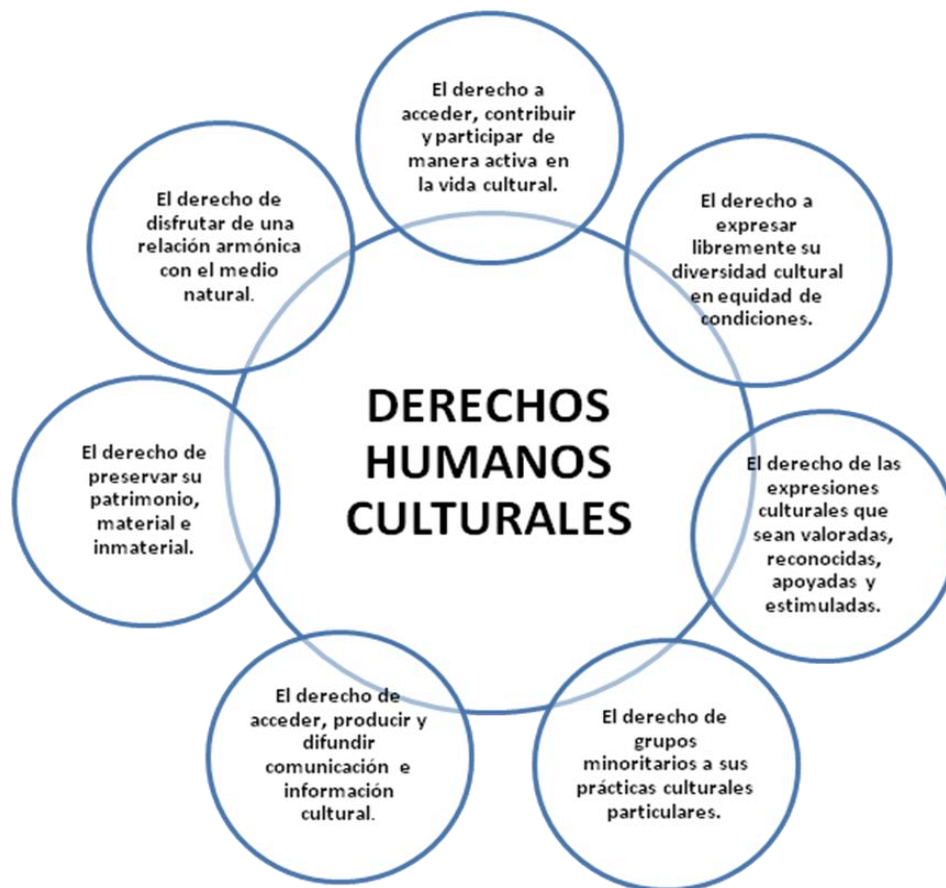 El derecho a
acceder, contribuir
y participar de
manera activa en
la vida cultural.
El derecho a
expresar
libremente su
diversidad cultural
en equidad de
condiciones.
El derecho de las
expresiones
culturales que
sean valoradas,
reconocidas,
apoyadas y
estimuladas.
El derecho de
grupos
minoritarios a sus
prácticas culturales
particulares.
El derecho de
acceder, producir y
difundir
comunicación e
información
cultural.
El derecho de
preservar su
patrimonio,
material e
inmaterial.
El derecho de
disfrutar de una
relación armónica
con el medio
natural.
DERECHOS
HUMANOS
CULTURALES